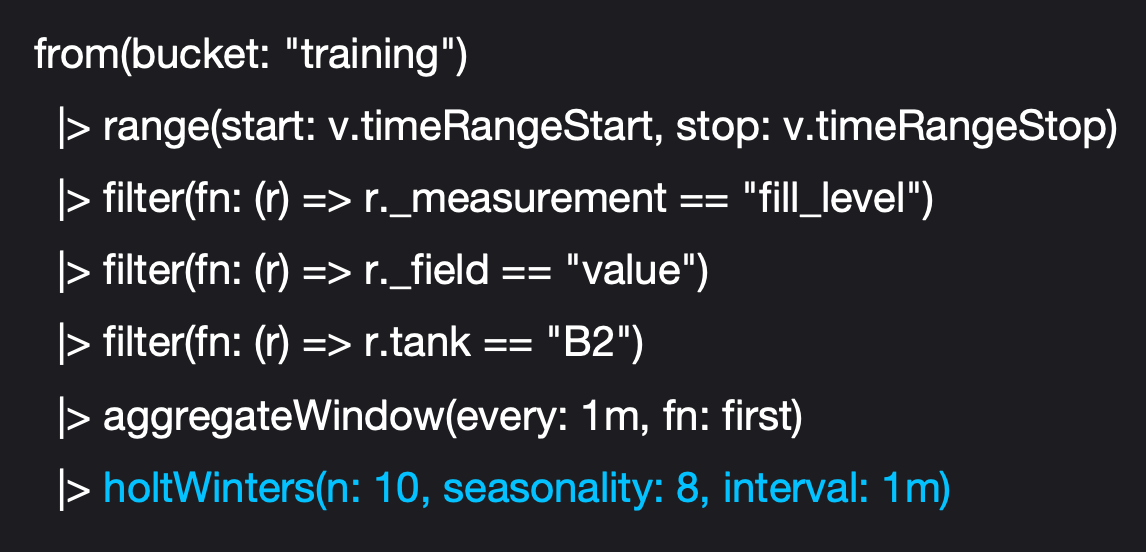 from(bucket: "training")
|> range(start: v.timeRangeStart, stop: v.timeRangeStop)
|> filter(fn: (r) => r._measurement == "fill_level")
|> filter(fn: (r) => r._field == "value")
|> filter(fn: (r) => r.tank == "B2")
|> aggregateWindow(every: 1m, fn: first)
|> holtWinters(n: 10, seasonality: 8, interval: 1m)